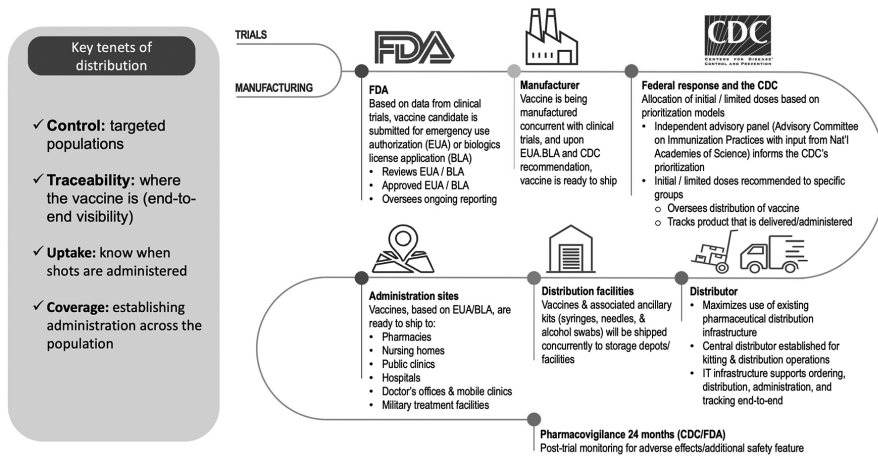 Key tenets of
distribution
✓ Control: targeted
populations
✓ Traceability: where
the vaccine is (end-to-
end visibility)
✓ Uptake: know when
shots are administered
✓ Coverage: establishing
administration across the
population
TRIALS
MANUFACTURING
FDA
FDA
Based on data from clinical
trials, vaccine candidate is
submitted for emergency use
authorization (EUA) or biologics
license application (BLA)
• Reviews EUA / BLA
• Approved EUA / BLA
• Oversees ongoing reporting
Manufacturer
Vaccine is being
manufactured
concurrent with clinical
trials, and upon
EUA.BLA and CDC
recommendation,
vaccine is ready to ship
CDC
CENTERS FOR DISEASE
CONTROL AND PREVENTION
Federal response and the CDC
Allocation of initial / limited doses based on
prioritization models
• Independent advisory panel (Advisory Committee
on Immunization Practices with input from Nat'l
Academies of Science) informs the CDC's
prioritization
• Initial / limited doses recommended to specific
groups
o Oversees distribution of vaccine
o Tracks product that is delivered/administered
Administration sites
Vaccines, based on EUA/BLA, are
ready to ship to:
• Pharmacies
• Nursing homes
• Public clinics
• Hospitals
• Doctor's offices & mobile clinics
• Military treatment facilities
Distribution facilities
Vaccines & associated ancillary
kits (syringes, needles, &
alcohol swabs) will be shipped
concurrently to storage depots/
facilities
Distributor
• Maximizes use of existing
pharmaceutical distribution
infrastructure
• Central distributor established for
kitting & distribution operations
• IT infrastructure supports ordering,
distribution, administration, and
tracking end-to-end
Pharmacovigilance 24 months (CDC/FDA)
Post-trial monitoring for adverse effects/additional safety feature